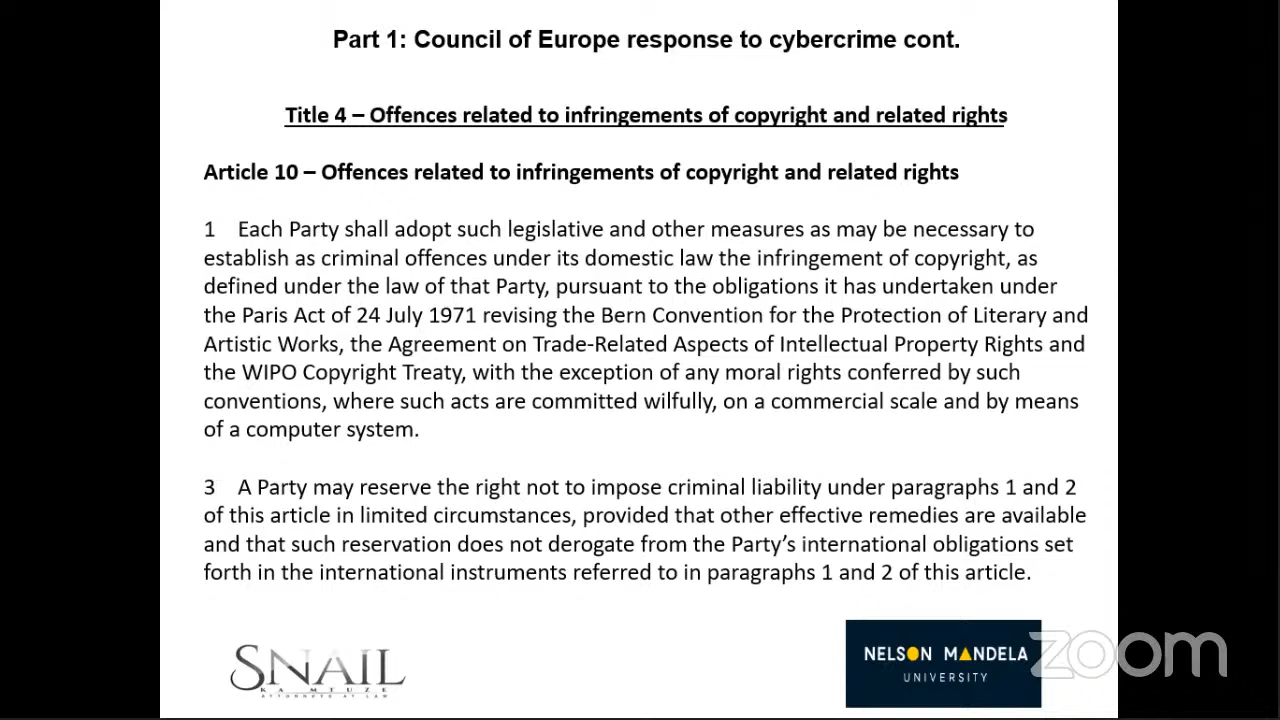 Part 1: Council of Europe response to cybercrime cont.
Title 4 – Offences related to infringements of copyright and related rights
Article 10 – Offences related to infringements of copyright and related rights
1 Each Party shall adopt such legislative and other measures as may be necessary to
establish as criminal offences under its domestic law the infringement of copyright, as
defined under the law of that Party, pursuant to the obligations it has undertaken under
the Paris Act of 24 July 1971 revising the Bern Convention for the Protection of Literary and
Artistic Works, the Agreement on Trade-Related Aspects of Intellectual Property Rights and
the WIPO Copyright Treaty, with the exception of any moral rights conferred by such
conventions, where such acts are committed wilfully, on a commercial scale and by means
of a computer system.
3 A Party may reserve the right not to impose criminal liability under paragraphs 1 and 2
of this article in limited circumstances, provided that other effective remedies are available
and that such reservation does not derogate from the Party’s international obligations set
forth in the international instruments referred to in paragraphs 1 and 2 of this article.
SNAIL
KAMTUZE
ATTORNEYS AT LAW
NELSON MANDELA
UNIVERSITY
zoom